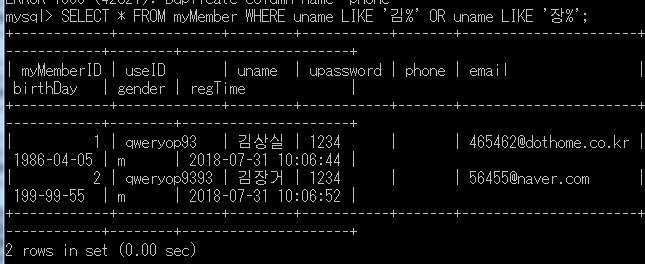 ERROR 1060 (42S21): Duplicate column name 'phone'
mysql> SELECT * FROM myMember WHERE uname LIKE '김%' OR uname LIKE '장%';
+------------+-------------+--------+-----------+-------+---------------------+
------------+--------+---------------------+
| myMemberID | useID       | uname  | upassword | phone | email               |
 birthDay   | gender | regTime             |
+------------+-------------+--------+-----------+-------+---------------------+
------------+--------+---------------------+
|          1 | qweryop93   | 김상실 | 1234      |       | 465462@dothome.co.kr |
 1986-04-05 | m      | 2018-07-31 10:06:44 |
|          2 | qweryop9393 | 김장거 | 1234      |       | 56455@naver.com     |
 199-99-55  | m      | 2018-07-31 10:06:52 |
+------------+-------------+--------+-----------+-------+---------------------+
------------+--------+---------------------+
2 rows in set (0.00 sec)